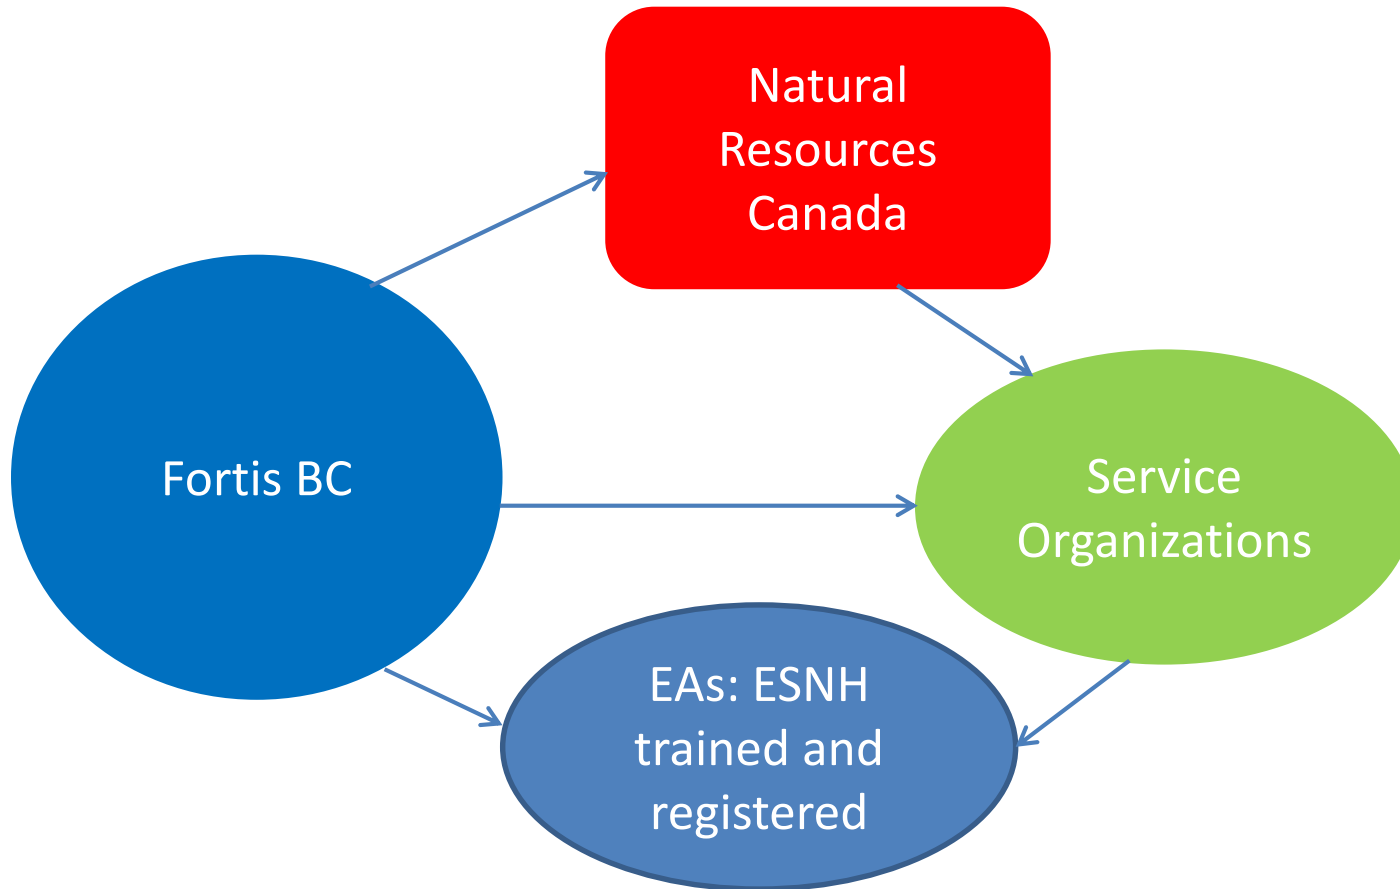 Natural
Resources
Canada
Fortis BC
Service
Organizations
EAs: ESNH
trained and
registered